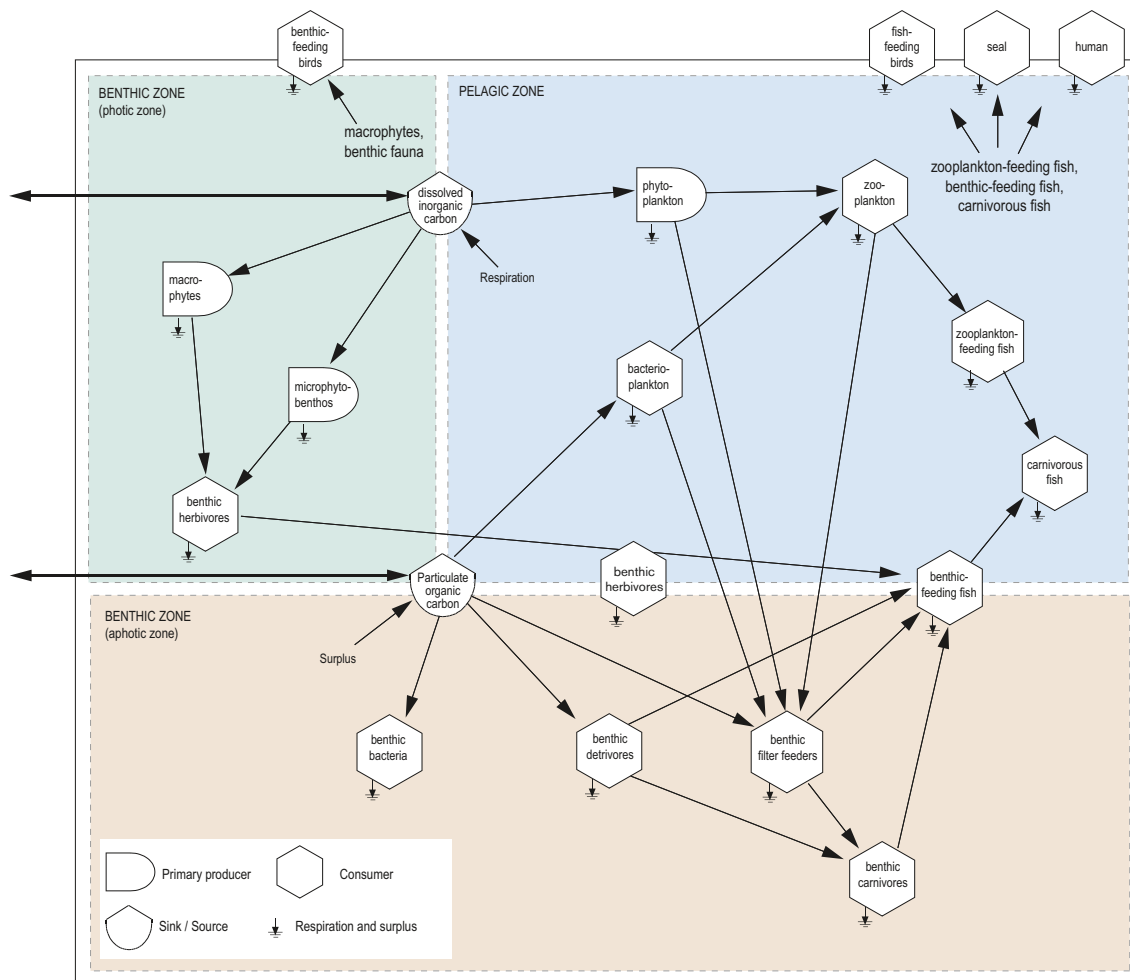 benthic-
feeding
birds
fish-
feeding
birds
seal
human
BENTHIC ZONE
(photic zone)
PELAGIC ZONE
macrophytes,
benthic fauna
zooplankton-feeding fish,
benthic-feeding fish,
carnivorous fish
dissolved
inorganic
carbon
phyto-
plankton
zoo-
plankton
Respiration
macro-
phytes
zooplankton-
feeding fish
microphyto-
benthos
bacterio-
plankton
carnivorous
fish
benthic
herbivores
Particulate
organic
carbon
benthic
herbivores
benthic-
feeding fish
BENTHIC ZONE
(aphotic zone)
Surplus
benthic
bacteria
benthic
detrivores
benthic
filter feeders
benthic
carnivores
Primary producer
Consumer
Sink / Source
Respiration and surplus